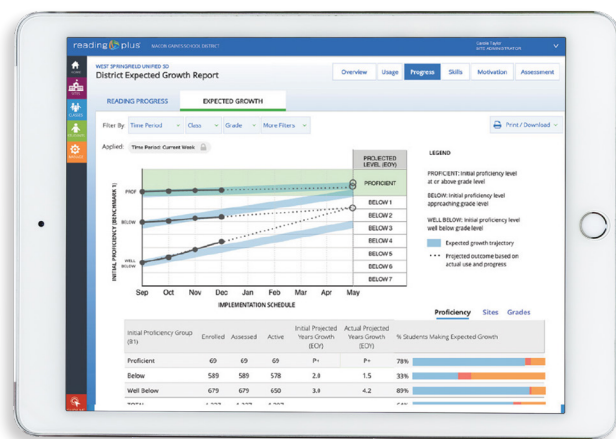 reading plus
WEST SPRINGFIELD UNIFIED SD
District Expected Growth Report
Overview Usage Progress Skills Motivation Assessment
READING PROGRESS EXPECTED GROWTH
Filter By Time Period Class Grade More Filters Print / Download
Applied: Time Period: Current Week
PROJECTED
LEVEL (EOY)
PROFICIENT
BELOW 1
BELOW 2
BELOW 3
BELOW 4
BELOW 5
BELOW 6
BELOW 7
INITIAL PROFICIENCY (BENCHMARK 1)
PROF
BELOW
WELL
BELOW
Sep Oct Nov Dec Jan Feb Mar Apr May
IMPLEMENTATION SCHEDULE
LEGEND
PROFICIENT: Initial proficiency level
at or above grade level
BELOW: Initial proficiency level
approaching grade level
WELL BELOW: Initial proficiency level
well below grade level
Expected growth trajectory
Projected outcome based on
actual use and progress
Proficiency Sites Grades
Initial Proficiency Group
(B1)
Enrolled Assessed Active
Initial Projected
Years Growth
(EOY)
Actual Projected
Years Growth
(EOY)
% Students Making Expected Growth
Proficient 69 69 69 P+ P+ 78%
Below 589 589 578 2.0 1.5 33%
Well Below 679 679 650 3.0 4.2 89%